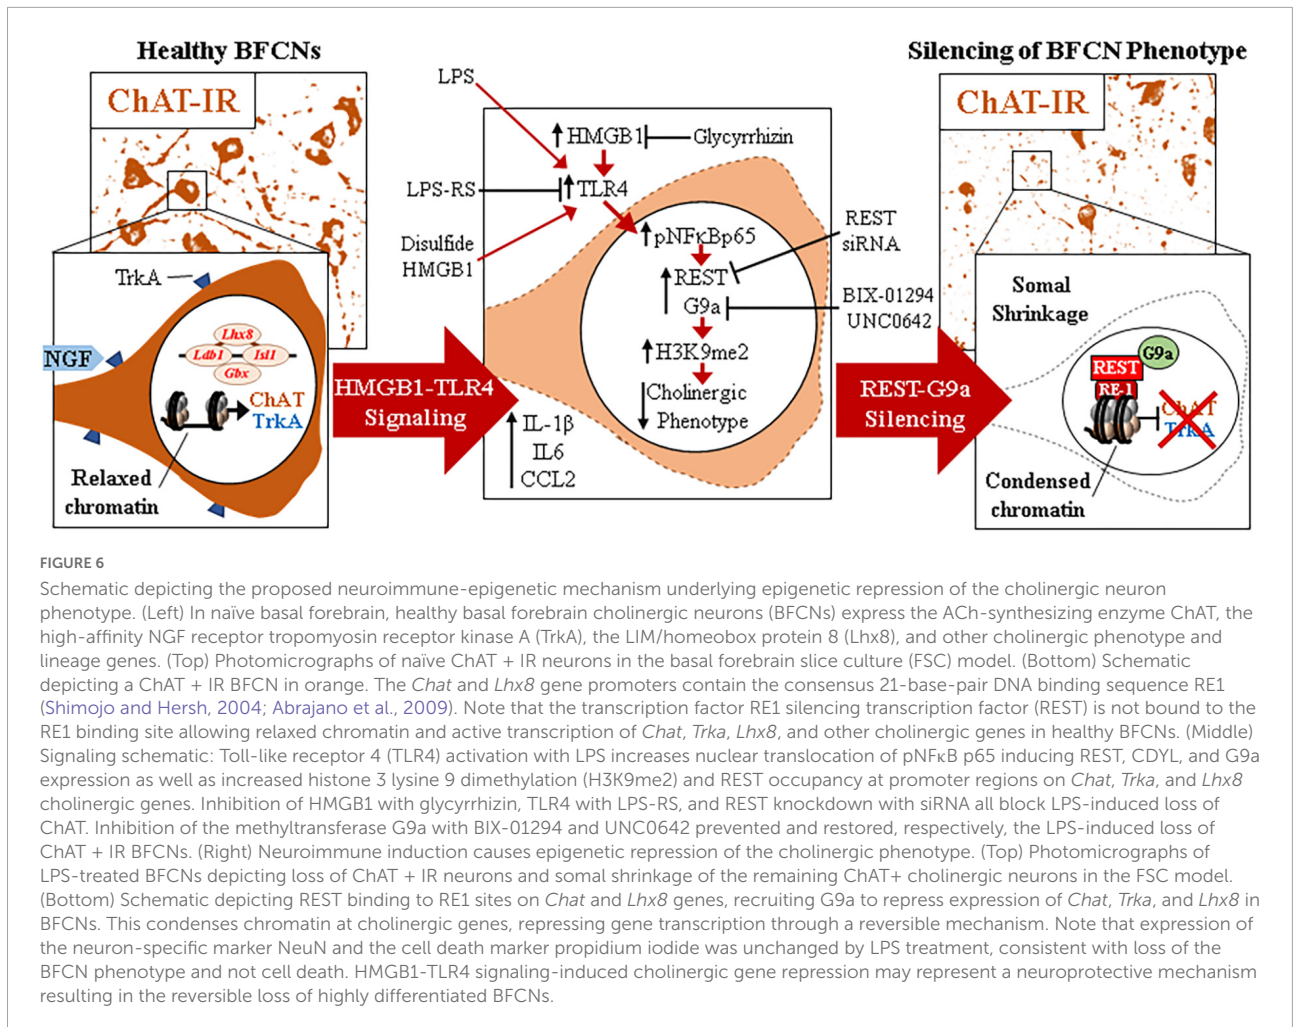 Healthy BFCNs
Silencing of BFCN Phenotype
ChAT-IR
LPS
HMGB1
Glycyrrhizin
LPS-RS
TLR4
Disulfide
HMGB1
pNFκBp65
REST
siRNA
REST
G9a
BIX-01294
UNC0642
H3K9me2
Cholinergic
Phenotype
IL-1β
IL6
CCL2
ChAT-IR
TrkA
NGF
Lhx8
Ldb1
Isl1
Gbx
ChAT
TrkA
Relaxed
chromatin
HMGB1-TLR4
Signaling
REST-G9a
Silencing
Somal
Shrinkage
G9a
REST
RE-1
ChAT
TrkA
Condensed
chromatin
FIGURE 6
Schematic depicting the proposed neuroimmune-epigenetic mechanism underlying epigenetic repression of the cholinergic neuron
phenotype. (Left) In naïve basal forebrain, healthy basal forebrain cholinergic neurons (BFCNs) express the ACh-synthesizing enzyme ChAT, the
high-affinity NGF receptor tropomyosin receptor kinase A (TrkA), the LIM/homeobox protein 8 (Lhx8), and other cholinergic phenotype and
lineage genes. (Top) Photomicrographs of naïve ChAT + IR neurons in the basal forebrain slice culture (FSC) model. (Bottom) Schematic
depicting a ChAT + IR BFCN in orange. The Chat and Lhx8 gene promoters contain the consensus 21-base-pair DNA binding sequence RE1
(Shimojo and Hersh, 2004; Abrajano et al., 2009). Note that the transcription factor RE1 silencing transcription factor (REST) is not bound to the
RE1 binding site allowing relaxed chromatin and active transcription of Chat, Trka, Lhx8, and other cholinergic genes in healthy BFCNs. (Middle)
Signaling schematic: Toll-like receptor 4 (TLR4) activation with LPS increases nuclear translocation of pNFκB p65 inducing REST, CDYL, and G9a
expression as well as increased histone 3 lysine 9 dimethylation (H3K9me2) and REST occupancy at promoter regions on Chat, Trka, and Lhx8
cholinergic genes. Inhibition of HMGB1 with glycyrrhizin, TLR4 with LPS-RS, and REST knockdown with siRNA all block LPS-induced loss of
ChAT. Inhibition of the methyltransferase G9a with BIX-01294 and UNC0642 prevented and restored, respectively, the LPS-induced loss of
ChAT + IR BFCNs. (Right) Neuroimmune induction causes epigenetic repression of the cholinergic phenotype. (Top) Photomicrographs of
LPS-treated BFCNs depicting loss of ChAT + IR neurons and somal shrinkage of the remaining ChAT+ cholinergic neurons in the FSC model.
(Bottom) Schematic depicting REST binding to RE1 sites on Chat and Lhx8 genes, recruiting G9a to repress expression of Chat, Trka, and Lhx8 in
BFCNs. This condenses chromatin at cholinergic genes, repressing gene transcription through a reversible mechanism. Note that expression of
the neuron-specific marker NeuN and the cell death marker propidium iodide was unchanged by LPS treatment, consistent with loss of the
BFCN phenotype and not cell death. HMGB1-TLR4 signaling-induced cholinergic gene repression may represent a neuroprotective mechanism
resulting in the reversible loss of highly differentiated BFCNs.